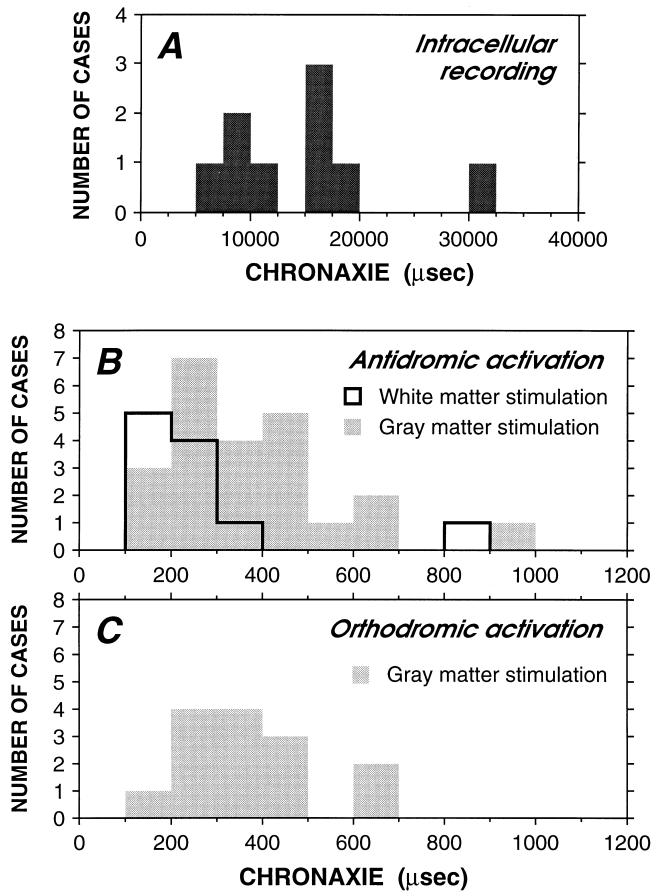 A
Intracellular
recording
NUMBER OF CASES
4
3
2
1
0
0 10000 20000 30000 40000
CHRONAXIE (μsec)
B
Antidromic activation
White matter stimulation
Gray matter stimulation
NUMBER OF CASES
8
7
6
5
4
3
2
1
0
0 200 400 600 800 1000 1200
C
Orthodromic activation
Gray matter stimulation
NUMBER OF CASES
8
7
6
5
4
3
2
1
0
0 200 400 600 800 1000 1200
CHRONAXIE (μsec)